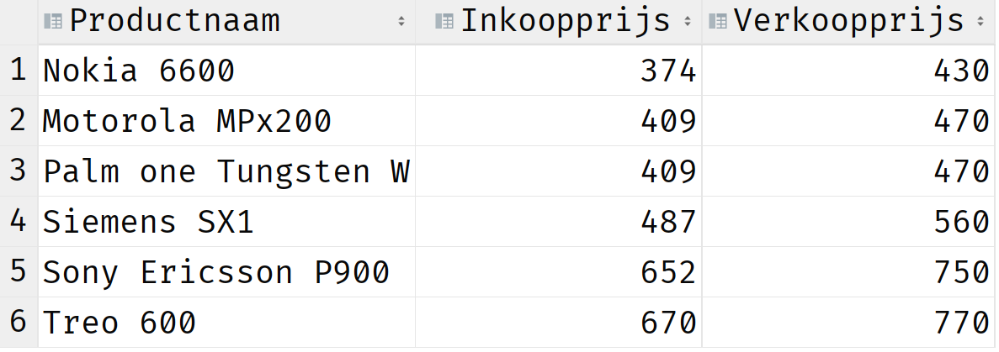 Productnaam Inkoopprijs Verkoopprijs
1 Nokia 6600 374 430
2 Motorola MPx200 409 470
3 Palm one Tungsten W 409 470
4 Siemens SX1 487 560
5 Sony Ericsson P900 652 750
6 Treo 600 670 770